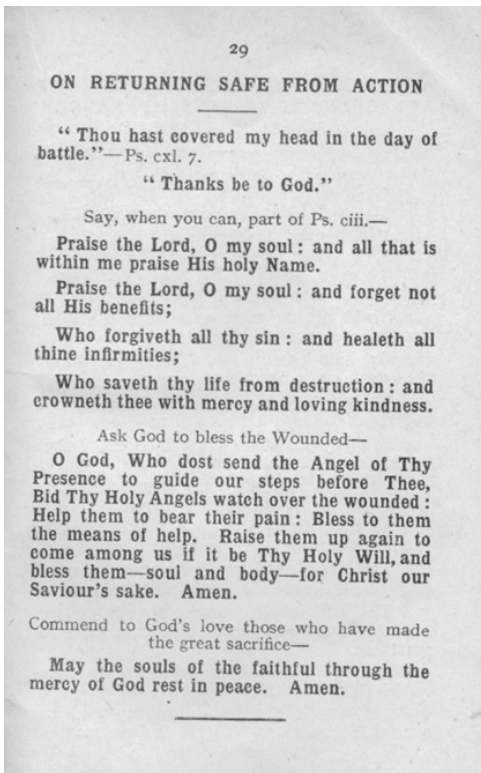 29
ON RETURNING SAFE FROM ACTION
“ Thou hast covered my head in the day of
battle.”—Ps. cxl. 7.
“ Thanks be to God.”
Say, when you can, part of Ps. ciii.—
Praise the Lord, O my soul : and all that is
within me praise His holy Name.
Praise the Lord, O my soul : and forget not
all His benefits;
Who forgiveth all thy sin : and healeth all
thine infirmities;
Who saveth thy life from destruction : and
crowneth thee with mercy and loving kindness.
Ask God to bless the Wounded—
O God, Who dost send the Angel of Thy
Presence to guide our steps before Thee,
Bid Thy Holy Angels watch over the wounded :
Help them to bear their pain : Bless to them
the means of help. Raise them up again to
come among us if it be Thy Holy Will, and
bless them—soul and body—for Christ our
Saviour’s sake. Amen.
Commend to God’s love those who have made
the great sacrifice—
May the souls of the faithful through the
mercy of God rest in peace. Amen.